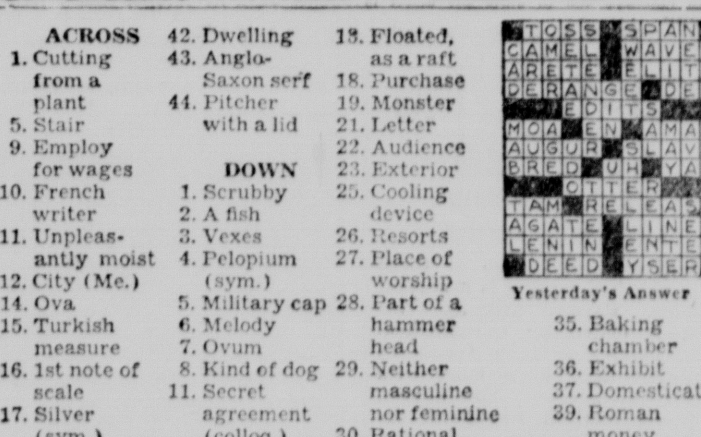 ACROSS
1. Cutting
from a
plant
5. Stair
9. Employ
for wages
10. French
writer
11. Unpleas-
antly moist
12. City (Me.)
14. Ova
15. Turkish
measure
16. 1st note of
scale
17. Silver
(sym.)
42. Dwelling
43. Anglo-
Saxon serf
44. Pitcher
with a lid
DOWN
1. Scrubby
2. A fish
3. Vexes
4. Pelopium
(sym.)
5. Military cap
6. Melody
7. Ovum
8. Kind of dog
11. Secret
agreement
(colloq.)
13. Floated,
as a raft
18. Purchase
19. Monster
21. Letter
22. Audience
23. Exterior
25. Cooling
device
26. Resorts
27. Place of
worship
28. Part of a
hammer
head
29. Neither
masculine
nor feminine
30. Rational
TOSS SPAN
CAMEL WAVE
ARETE ELIT
DERANGE DE
EDITS
MOA EN AMA
AUGUR SLAV
BRED UH YA
OTTER
TAM RELEAS
AGATE LINE
LENIN ENTE
DEED YSER
Yesterday's Answer
35. Baking
chamber
36. Exhibit
37. Domesticat
39. Roman
money